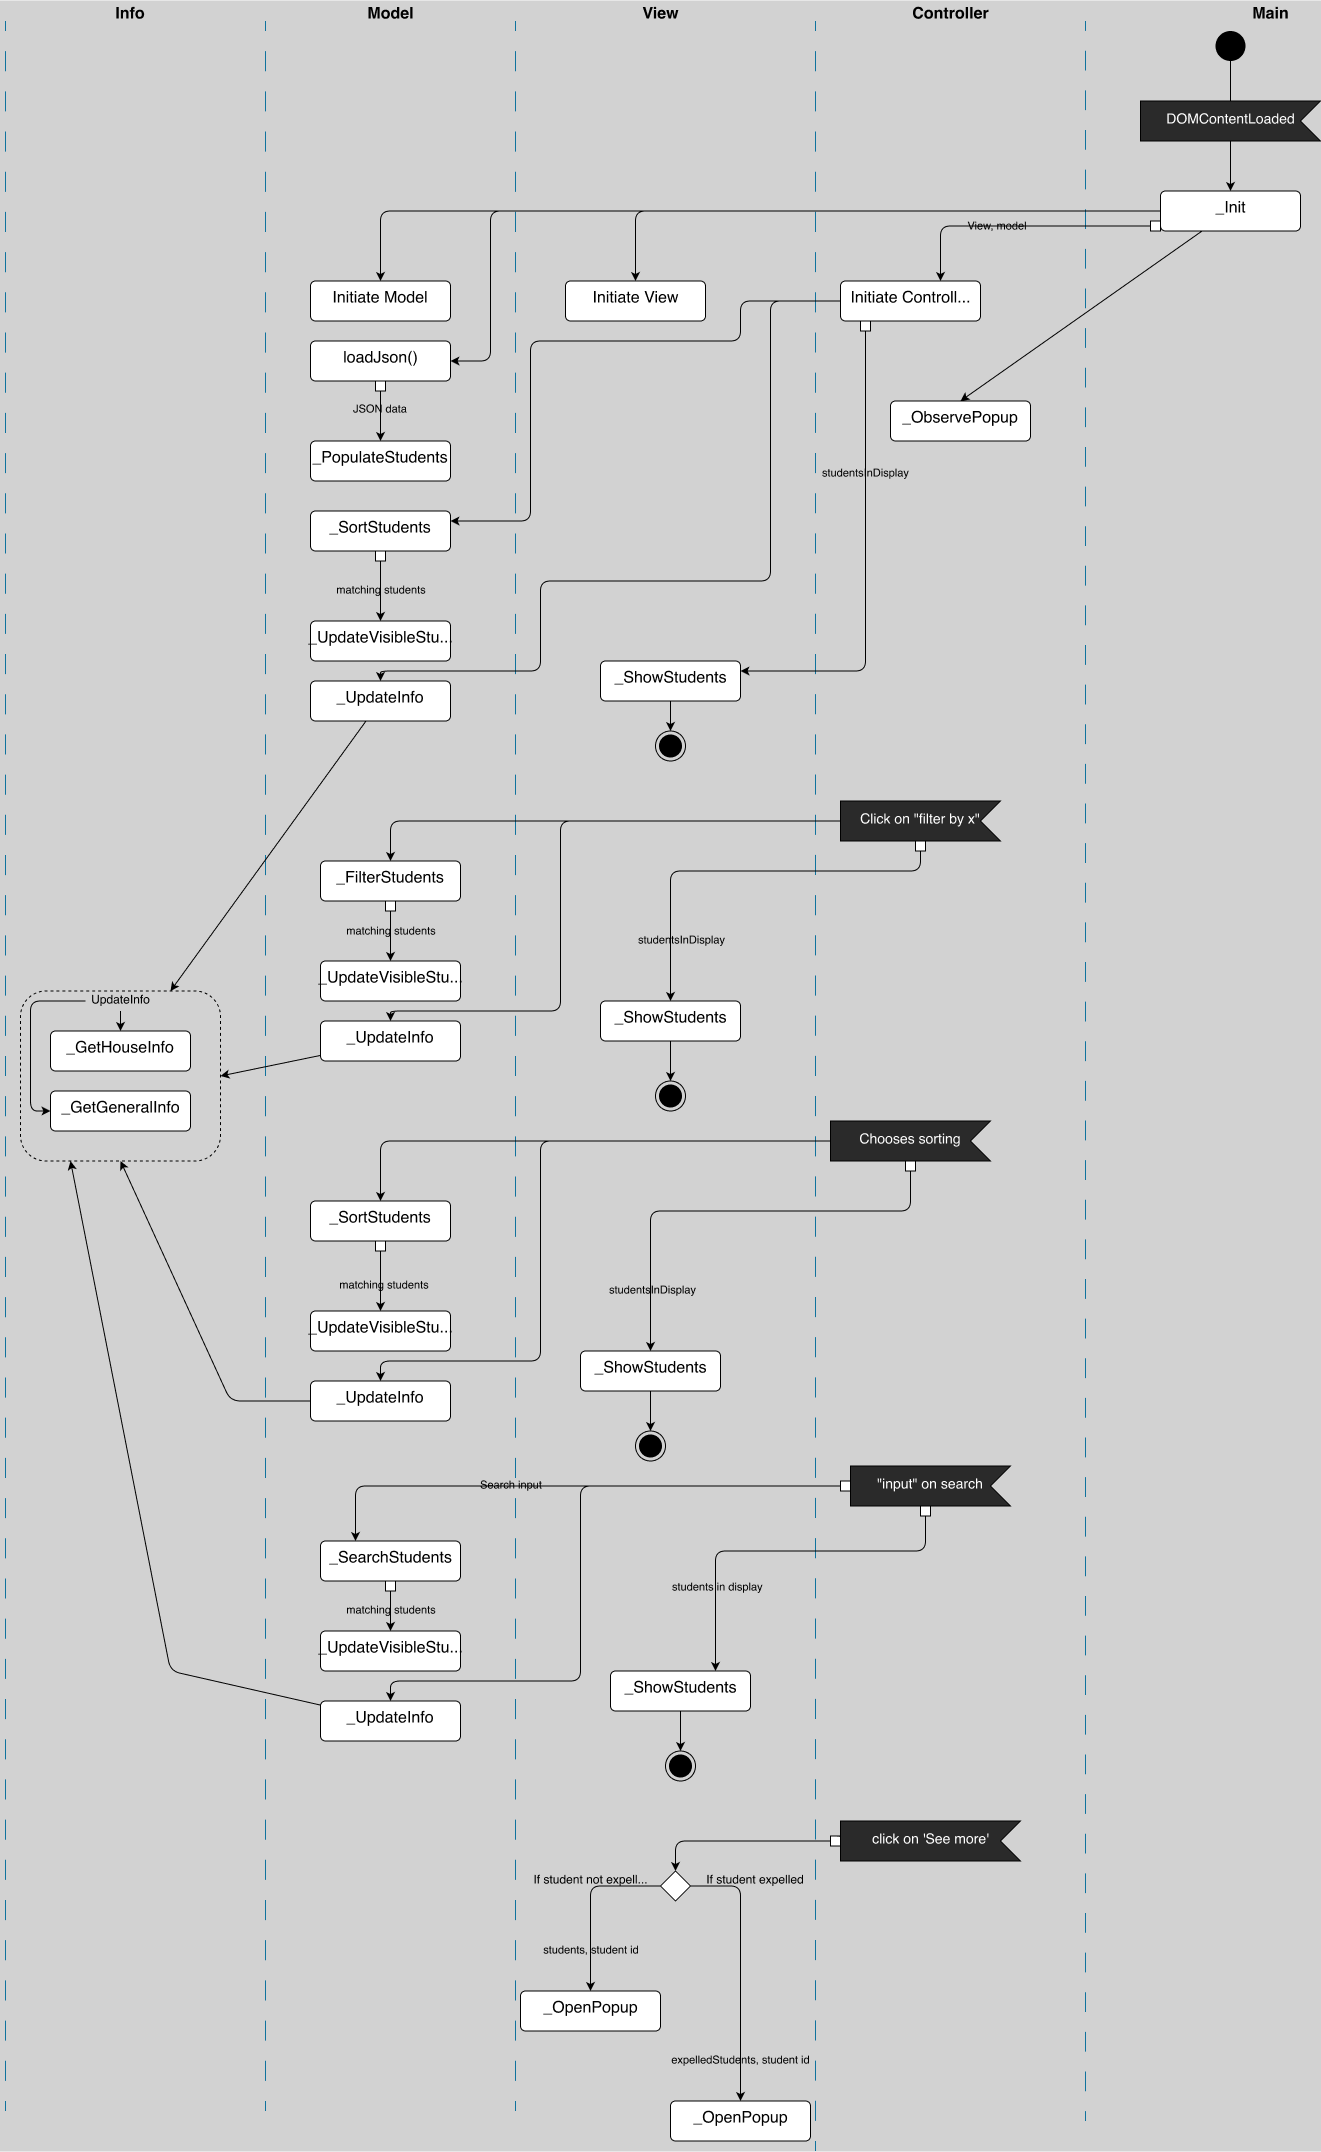 Info
Model
View
Controller
Main
DOMContentLoaded
_Init
View, model
Initiate Model
Initiate View
Initiate Controll...
loadJson()
JSON data
_ObservePopup
_PopulateStudents
studentsInDisplay
_SortStudents
matching students
_UpdateVisibleStu...
_ShowStudents
_UpdateInfo
Click on "filter by x"
_FilterStudents
matching students
studentsInDisplay
_UpdateVisibleStu...
UpdateInfo
_ShowStudents
_UpdateInfo
_GetHouseInfo
_GetGeneralInfo
Chooses sorting
_SortStudents
matching students
studentsInDisplay
_UpdateVisibleStu...
_ShowStudents
_UpdateInfo
Search input
"input" on search
_SearchStudents
students in display
matching students
_UpdateVisibleStu...
_ShowStudents
_UpdateInfo
click on 'See more'
If student not expell...
If student expelled
students, student id
_OpenPopup
expelledStudents, student id
_OpenPopup